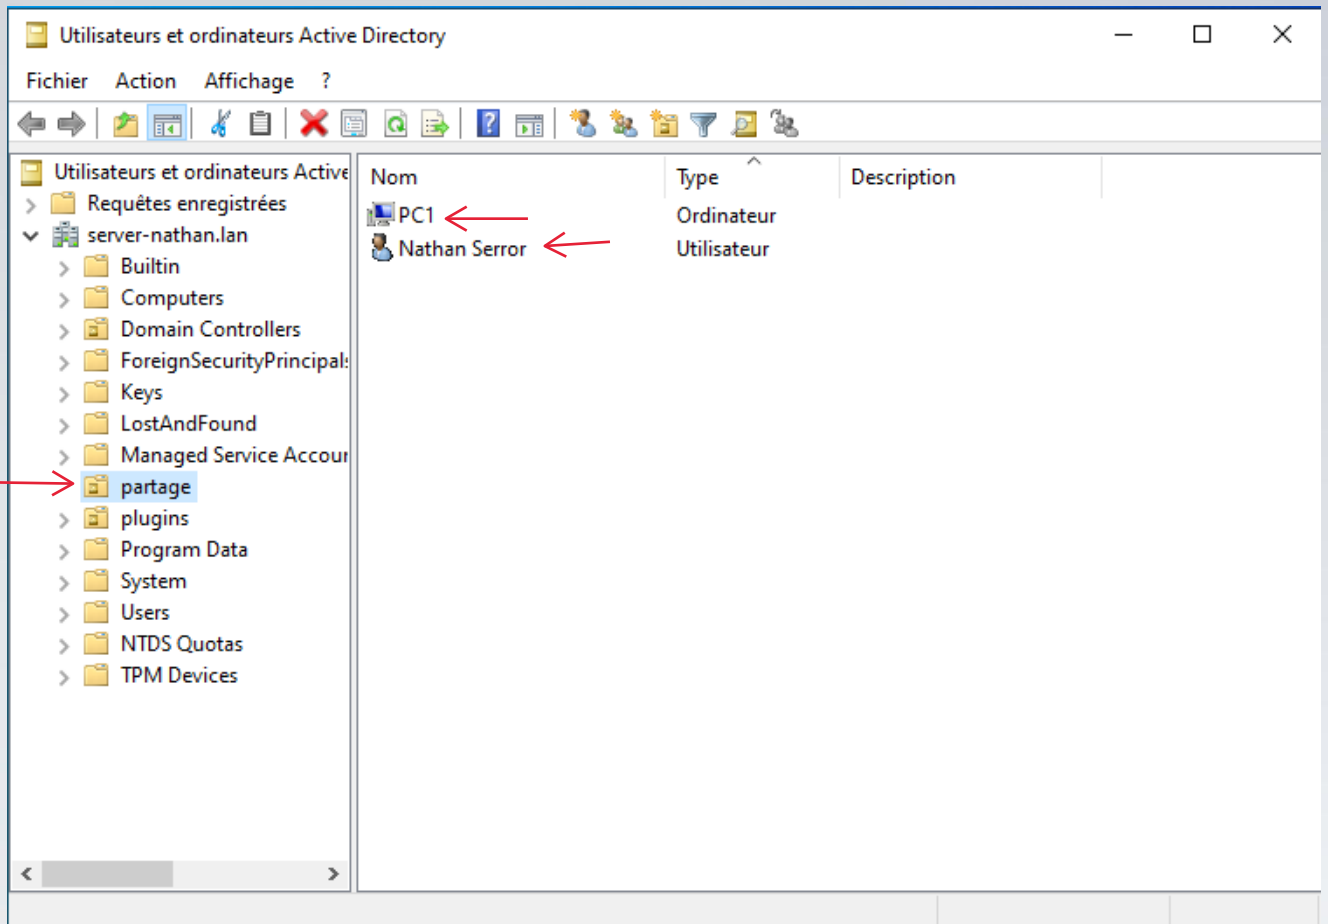 Utilisateurs et ordinateurs Active Directory
Fichier Action Affichage ?
Utilisateurs et ordinateurs Active
Requêtes enregistrées
server-nathan.lan
Builtin
Computers
Domain Controllers
ForeignSecurityPrincipals
Keys
LostAndFound
Managed Service Accour
partage
plugins
Program Data
System
Users
NTDS Quotas
TPM Devices
Nom Type Description
PC1 Ordinateur
Nathan Serror Utilisateur